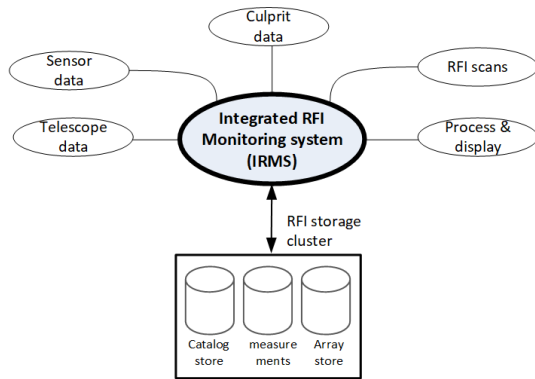 Culprit
data
Sensor
data
RFI scans
Telescope
data
Integrated RFI
Monitoring system
(IRMS)
Process &
display
RFI storage
cluster
Catalog
store
measure
ments
Array
store